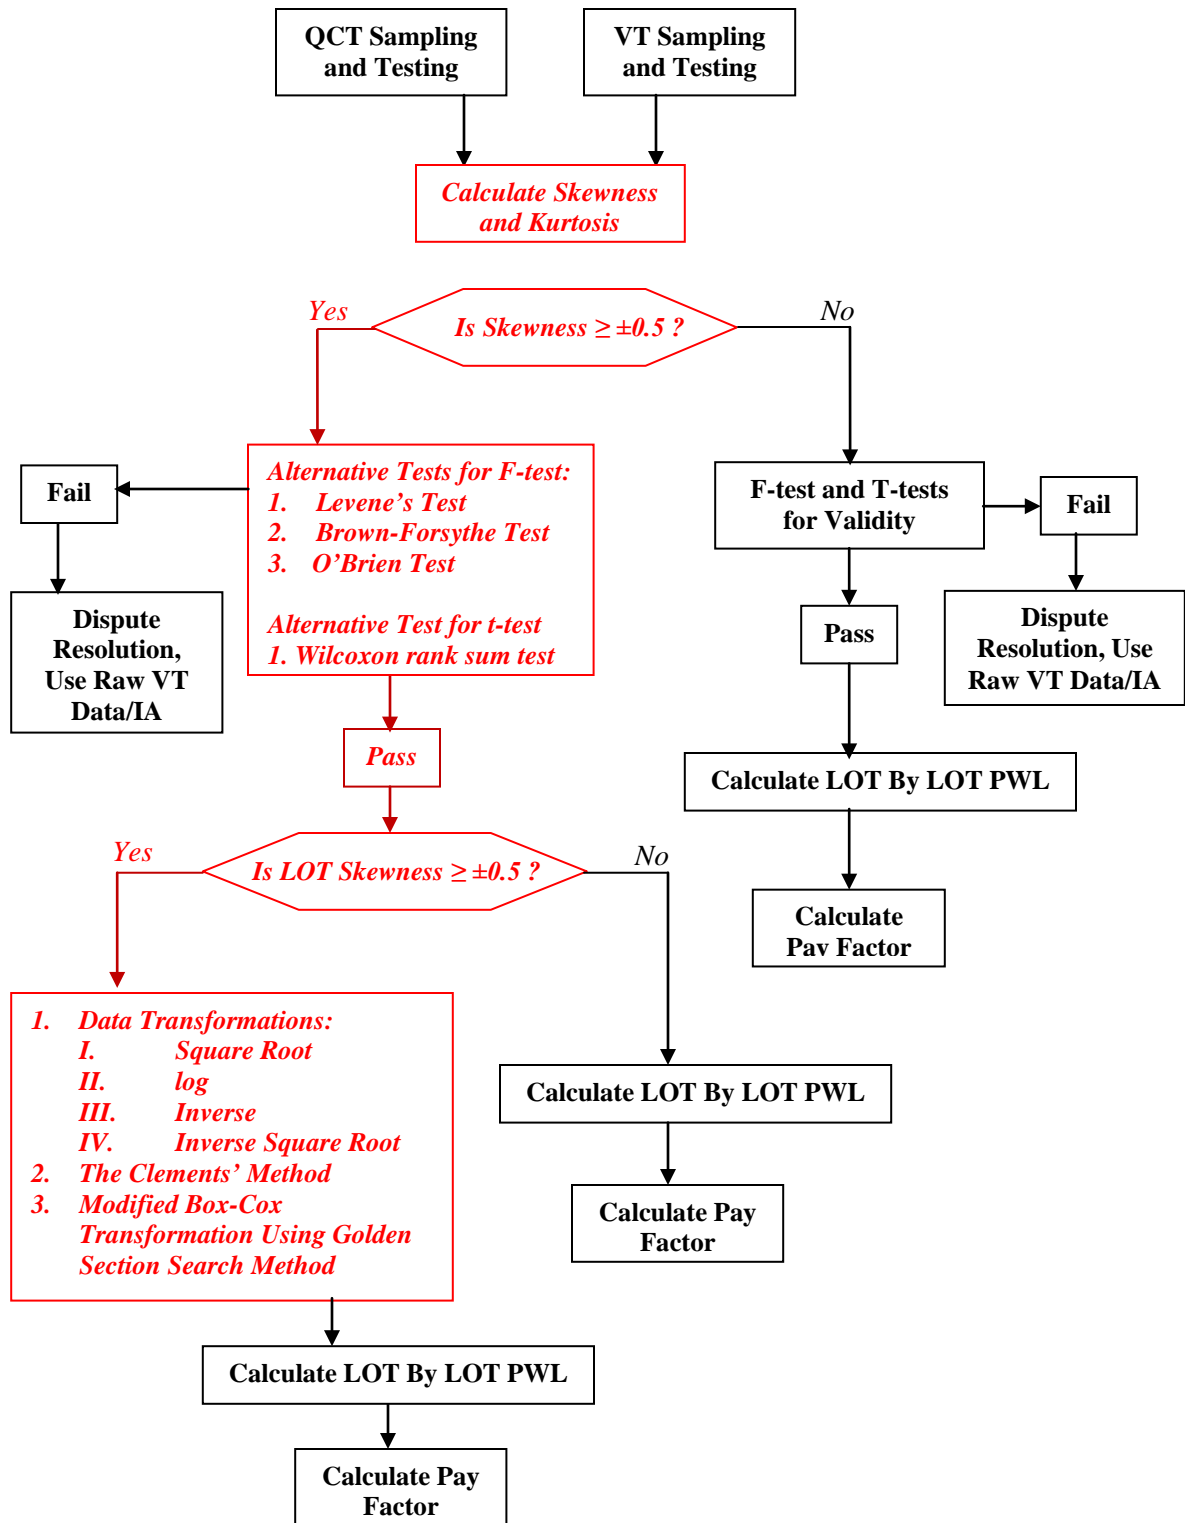 QCT Sampling
and Testing
VT Sampling
and Testing
Calculate Skewness
and Kurtosis
Yes
Is Skewness ≥ ±0.5 ?
No
Fail
Alternative Tests for F-test:
1. Levene's Test
2. Brown-Forsythe Test
3. O'Brien Test
Alternative Test for t-test
1. Wilcoxon rank sum test
F-test and T-tests
for Validity
Fail
Dispute
Resolution,
Use Raw VT
Data/IA
Pass
Dispute
Resolution, Use
Raw VT Data/IA
Pass
Calculate LOT By LOT PWL
Yes
Is LOT Skewness ≥ ±0.5 ?
No
Calculate
Pav Factor
1. Data Transformations:
I. Square Root
II. log
III. Inverse
IV. Inverse Square Root
2. The Clements' Method
3. Modified Box-Cox
Transformation Using Golden
Section Search Method
Calculate LOT By LOT PWL
Calculate Pay
Factor
Calculate LOT By LOT PWL
Calculate Pay
Factor